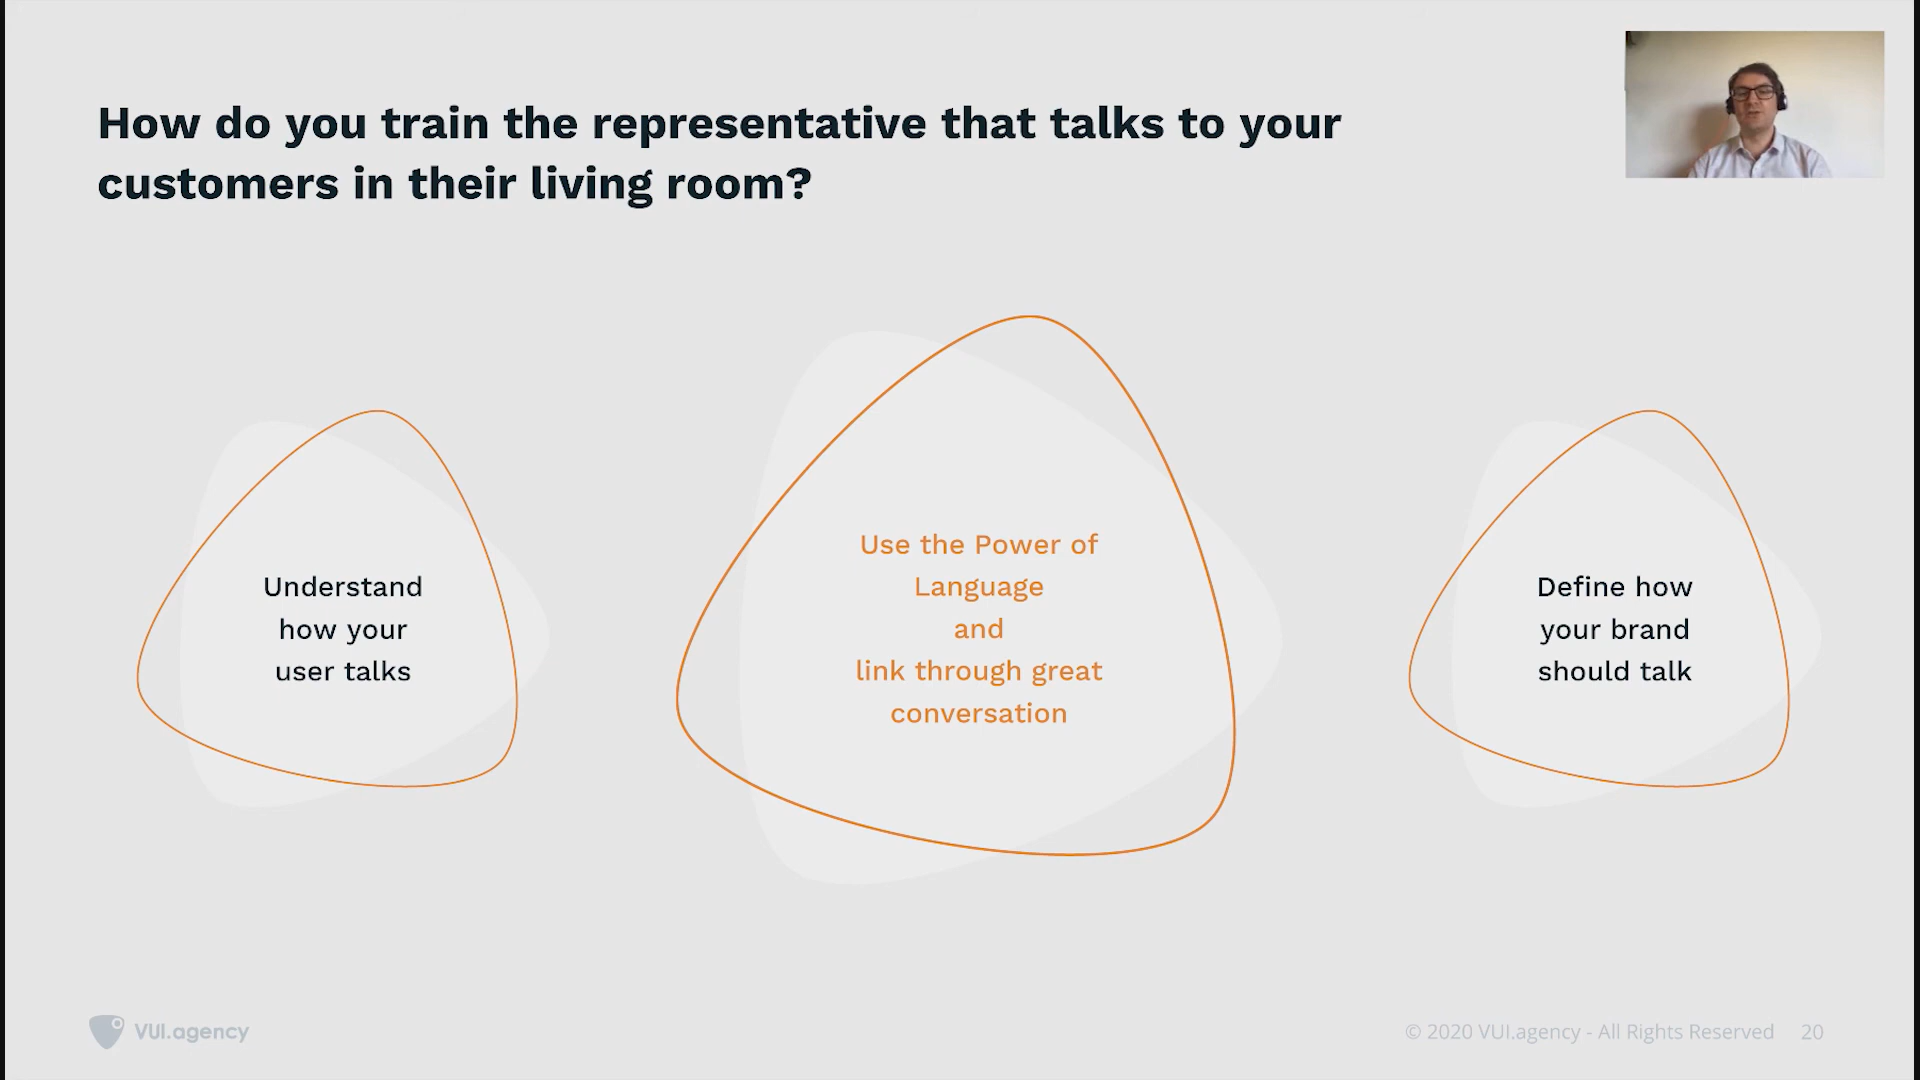 How do you train the representative that talks to your
customers in their living room?
Understand
how your
user talks
Use the Power of
Language
and
link through great
conversation
Define how
your brand
should talk
VUI.agency
© 2020 VUI.agency - All Rights Reserved 20